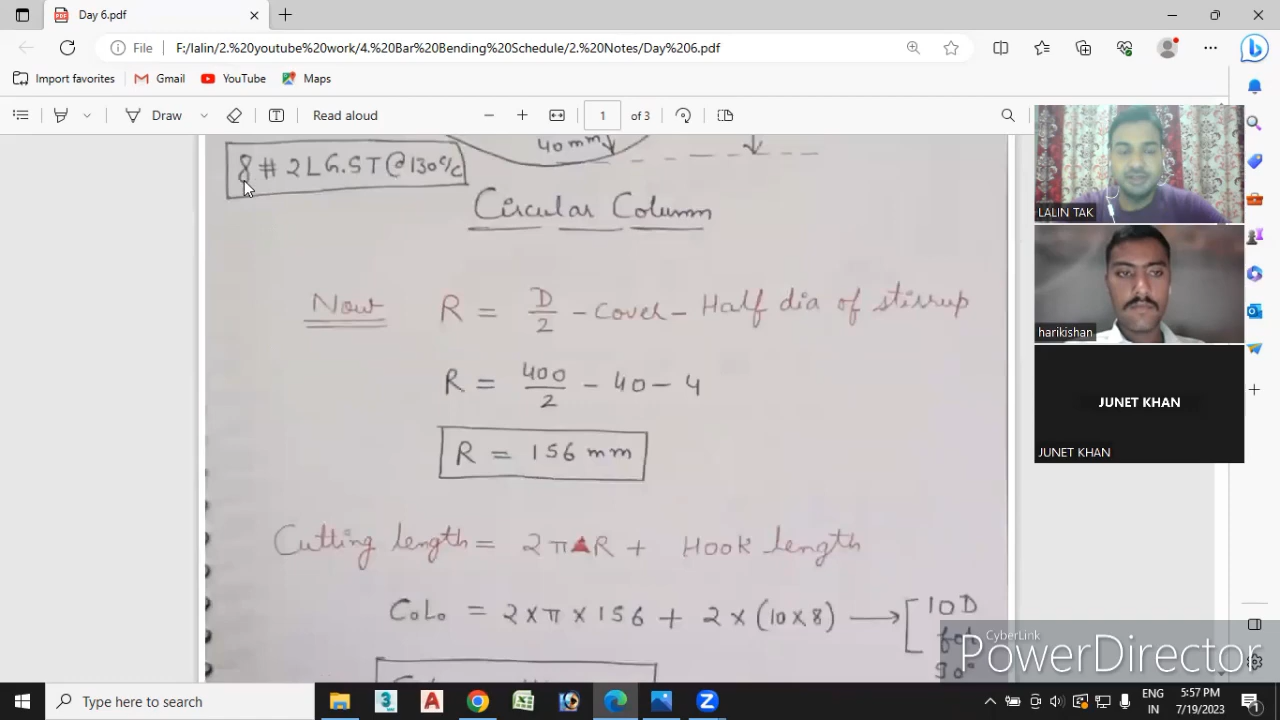 Day 6.pdf
File
F:/lalin/2.%20youtube%20work/4.%20Bar%20Bending%20Schedule/2.%20Notes/Day%206.pdf
Import favorites
Gmail
YouTube
Maps
Draw
Read aloud
1
of 3
40mm
8 # 2LG.ST@130c/c
Circular Column
Now R = D/2 - cover - Half dia of stirrup
R = 400/2 - 40 - 4
R = 156 mm
Cutting length = 2πR + Hook length
C.L. = 2 × π × 156 + 2 × (10 × 8) → [10D
for
90°
LALIN TAK
harikishan
JUNET KHAN
JUNET KHAN
CyberLink
PowerDirector
Type here to search
ENG
IN
5:57 PM
7/19/2023
1